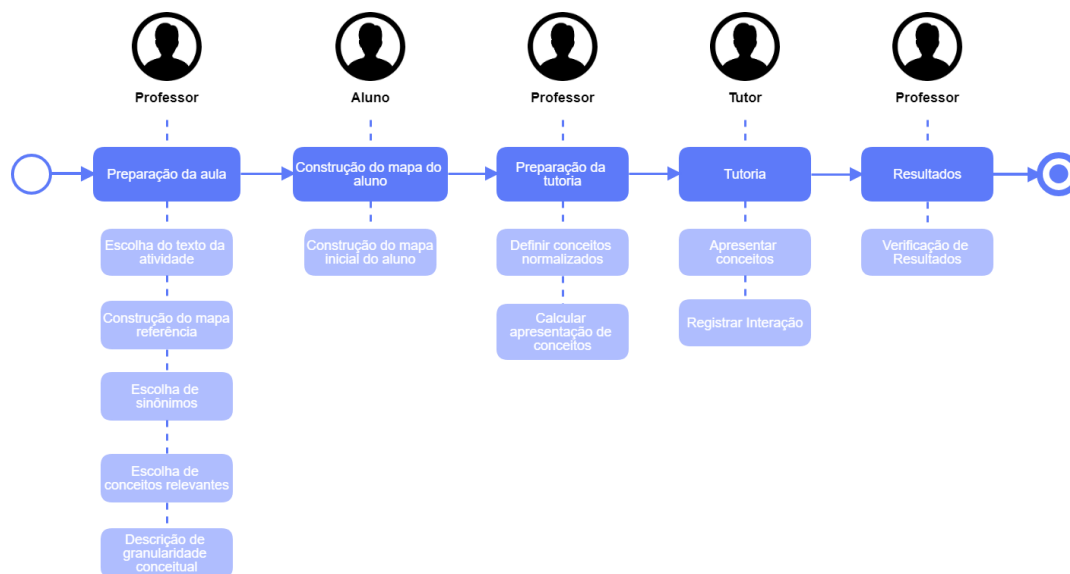 Professor
Aluno
Professor
Tutor
Professor
Preparação da aula
Construção do mapa do
aluno
Preparação da
tutoria
Tutoria
Resultados
Escolha do texto da
atividade
Construção do mapa
inicial do aluno
Definir conceitos
normalizados
Apresentar
conceitos
Verificação de
Resultados
Construção do mapa
referência
Calcular
apresentação de
conceitos
Registrar Interação
Escolha de
sinônimos
Escolha de
conceitos relevantes
Descrição de
granularidade
conceitual